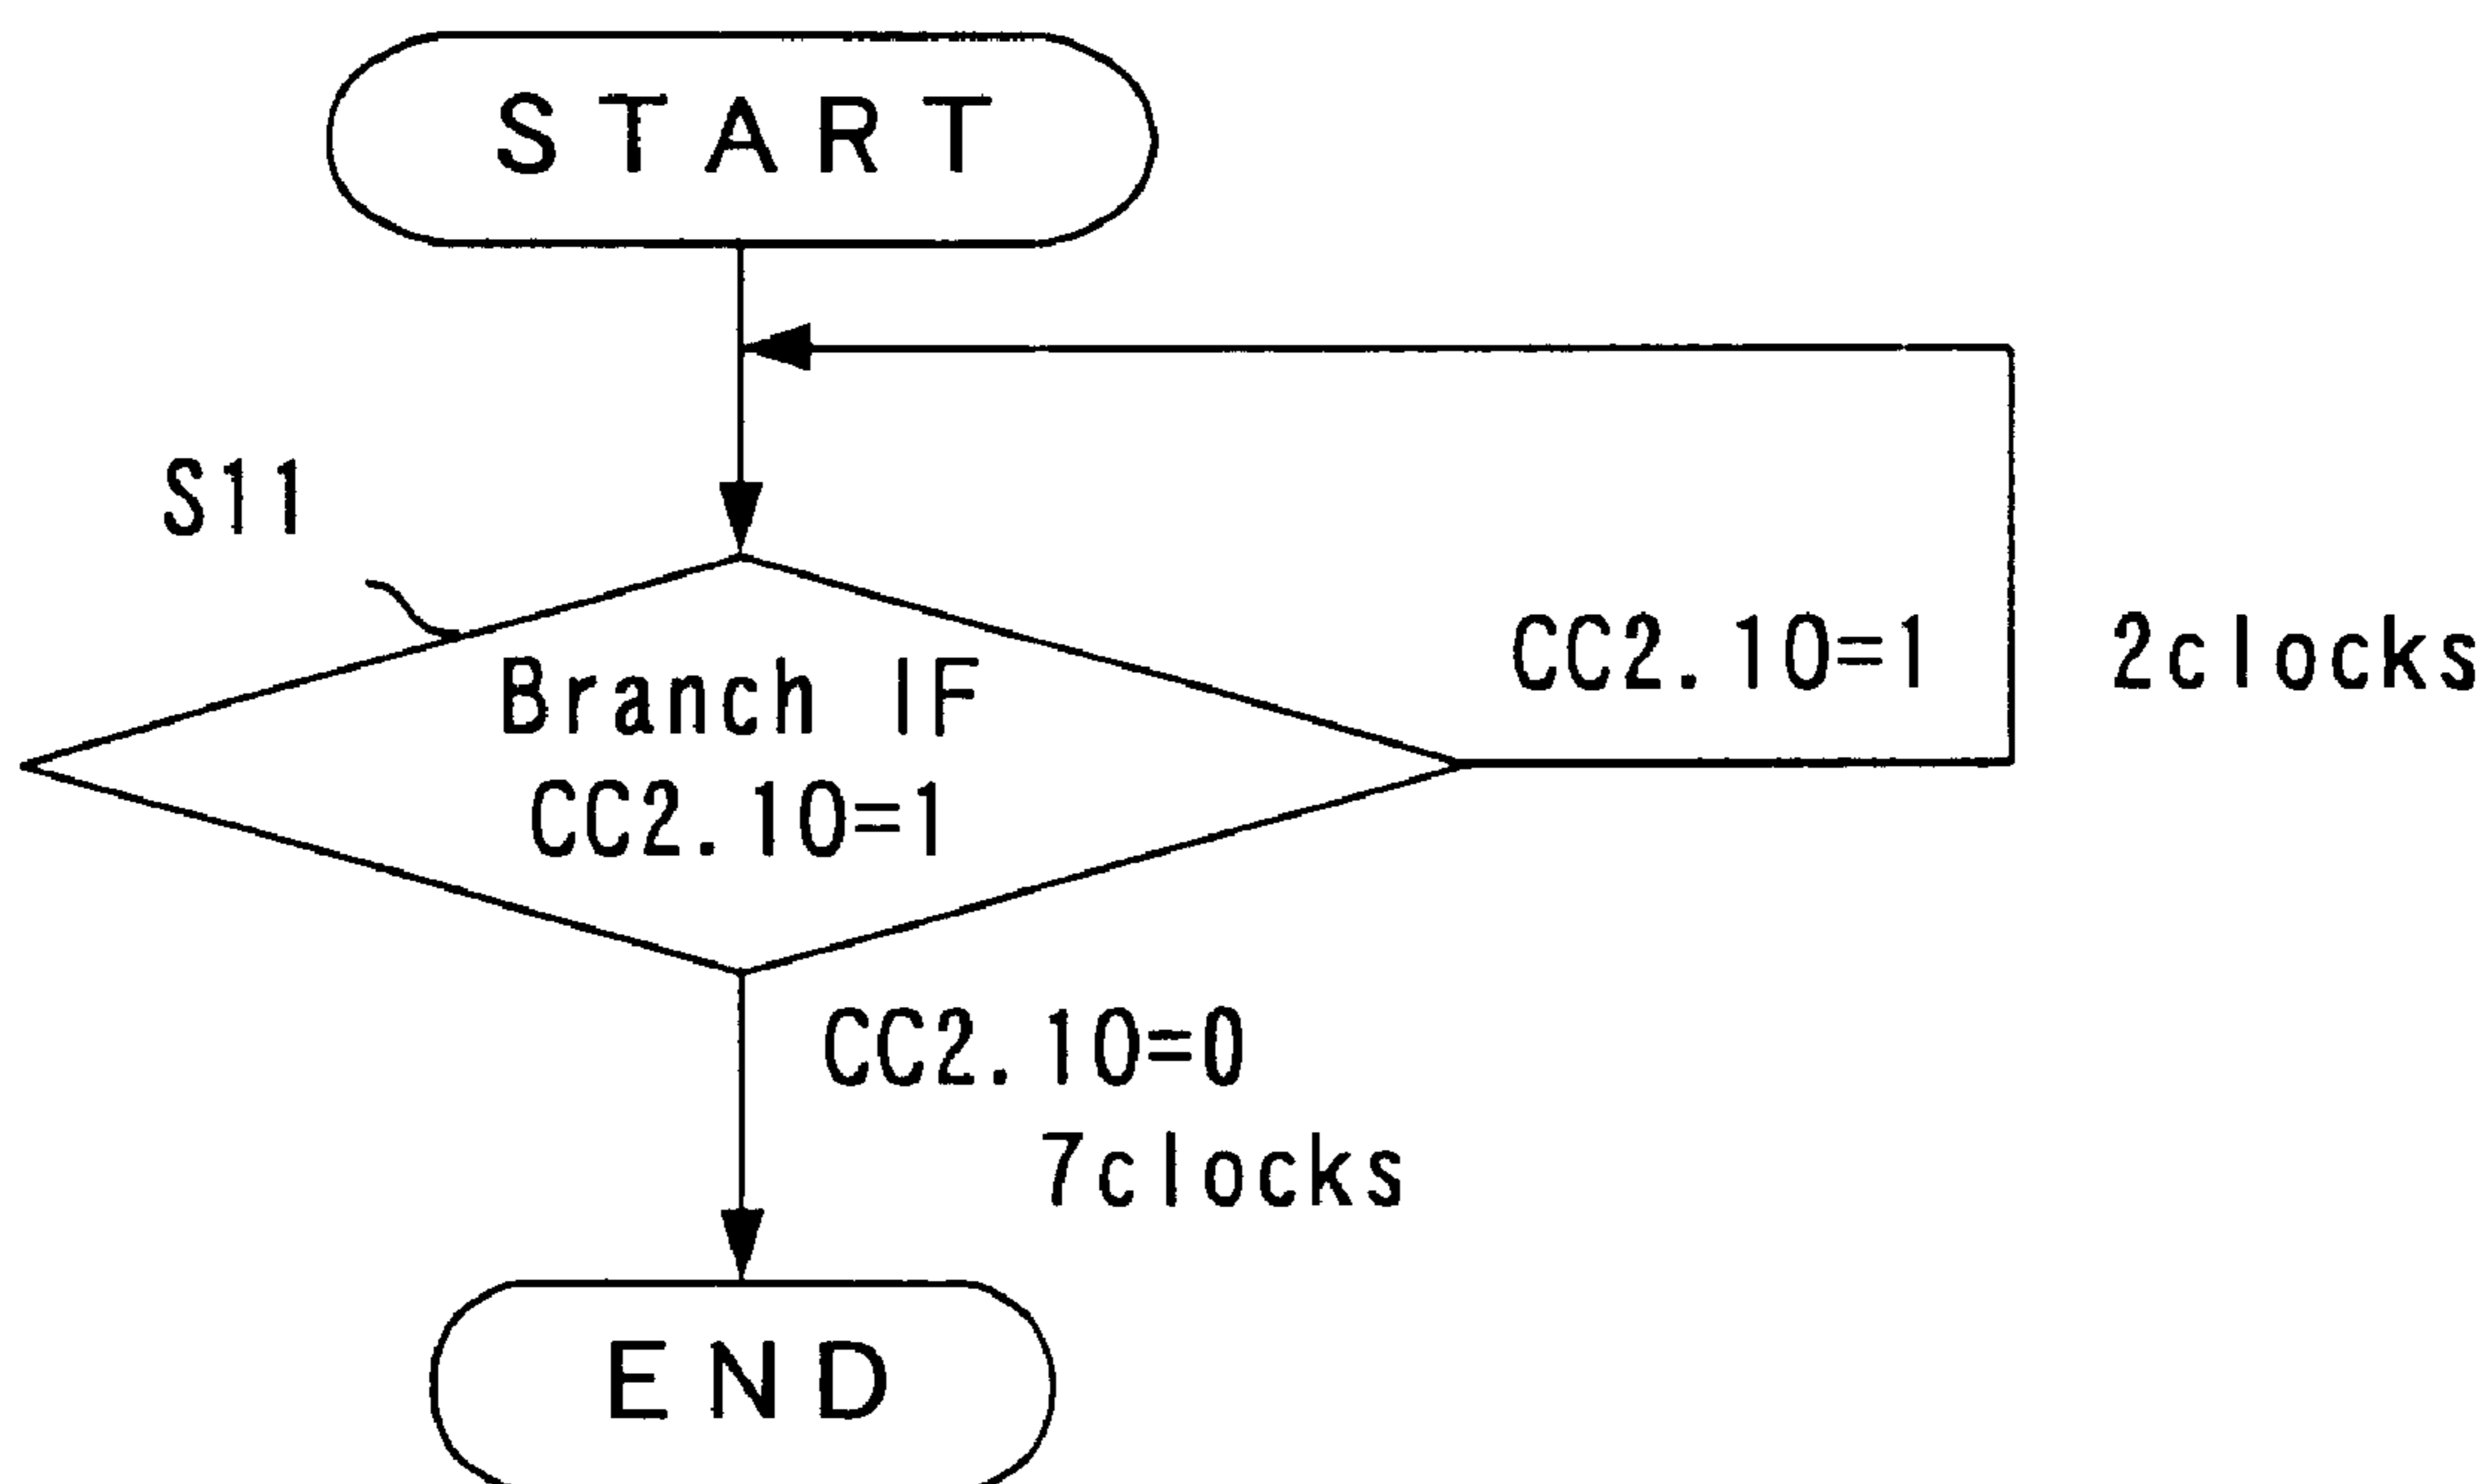 START
S11
Branch IF
CC2.10=1
CC2.10=1
2clocks
CC2.10=0
7clocks
END